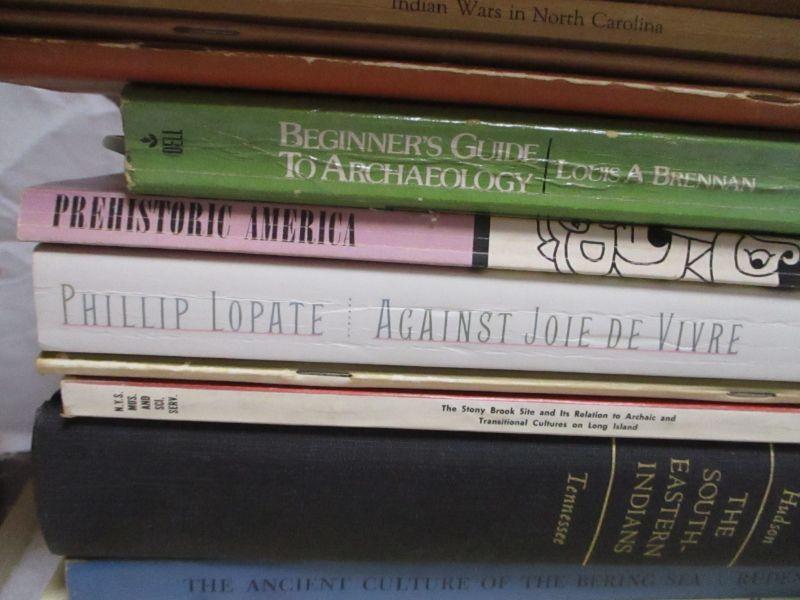 Indian Wars in North Carolina
DELL
BEGINNER'S GUIDE
TO ARCHAEOLOGY
LOUIS A BRENNAN
PREHISTORIC AMERICA
PHILLIP LOPATE
AGAINST JOIE DE VIVRE
N.Y.S.
MUS.
AND
SCI.
SERV.
The Stony Brook Site and Its Relation to Archaic and
Transitional Cultures on Long Island
Hudson
THE
SOUTH-
EASTERN
INDIANS
Tennessee
THE ANCIENT CULTURE OF THE BERING SEA